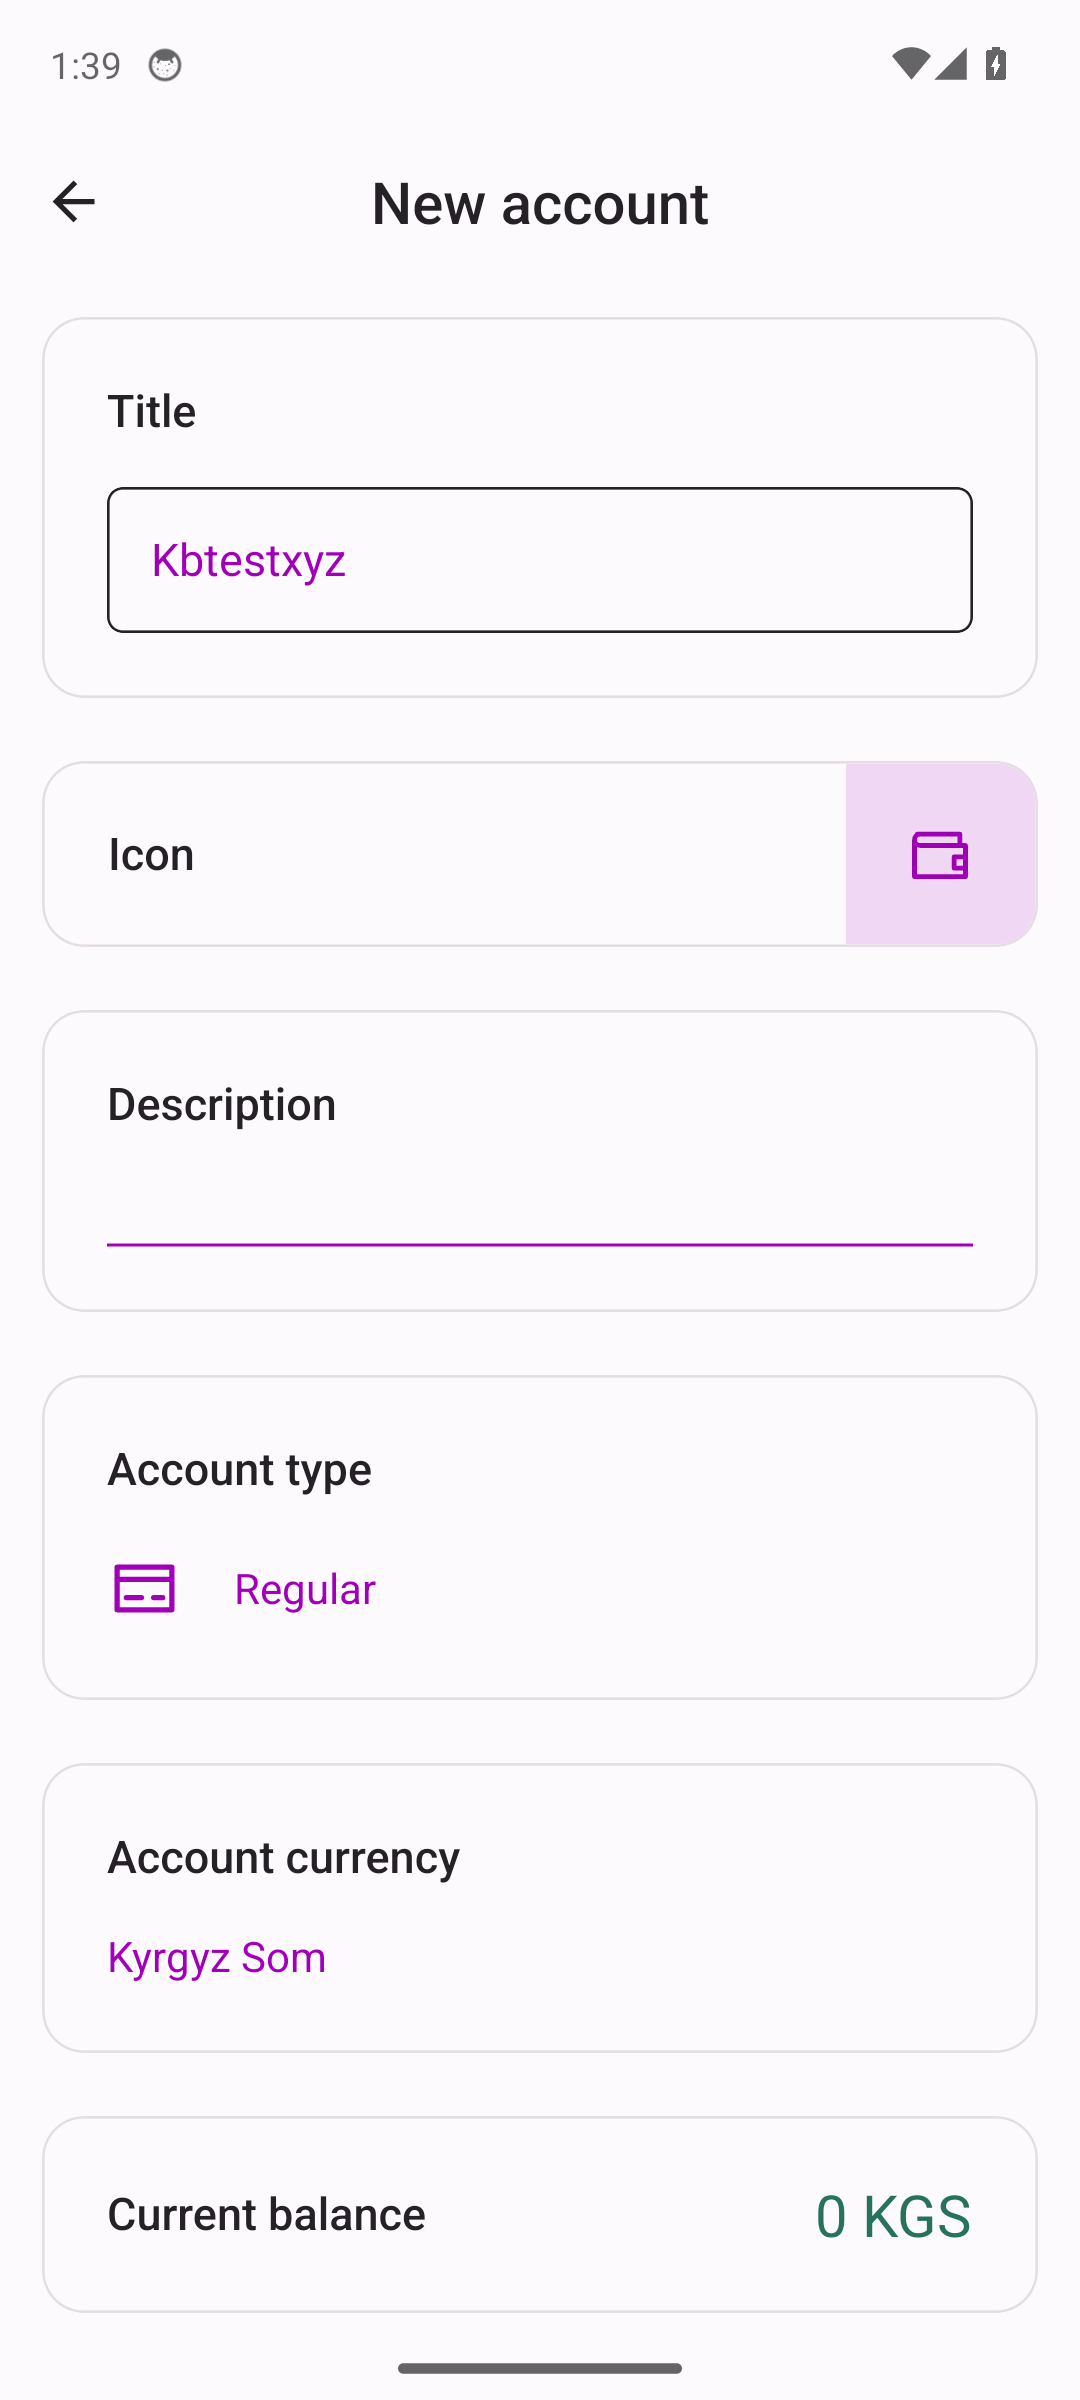 1:39
New account
Title
Kbtestxyz
Icon
Description
Account type
Regular
Account currency
Kyrgyz Som
Current balance
0 KGS